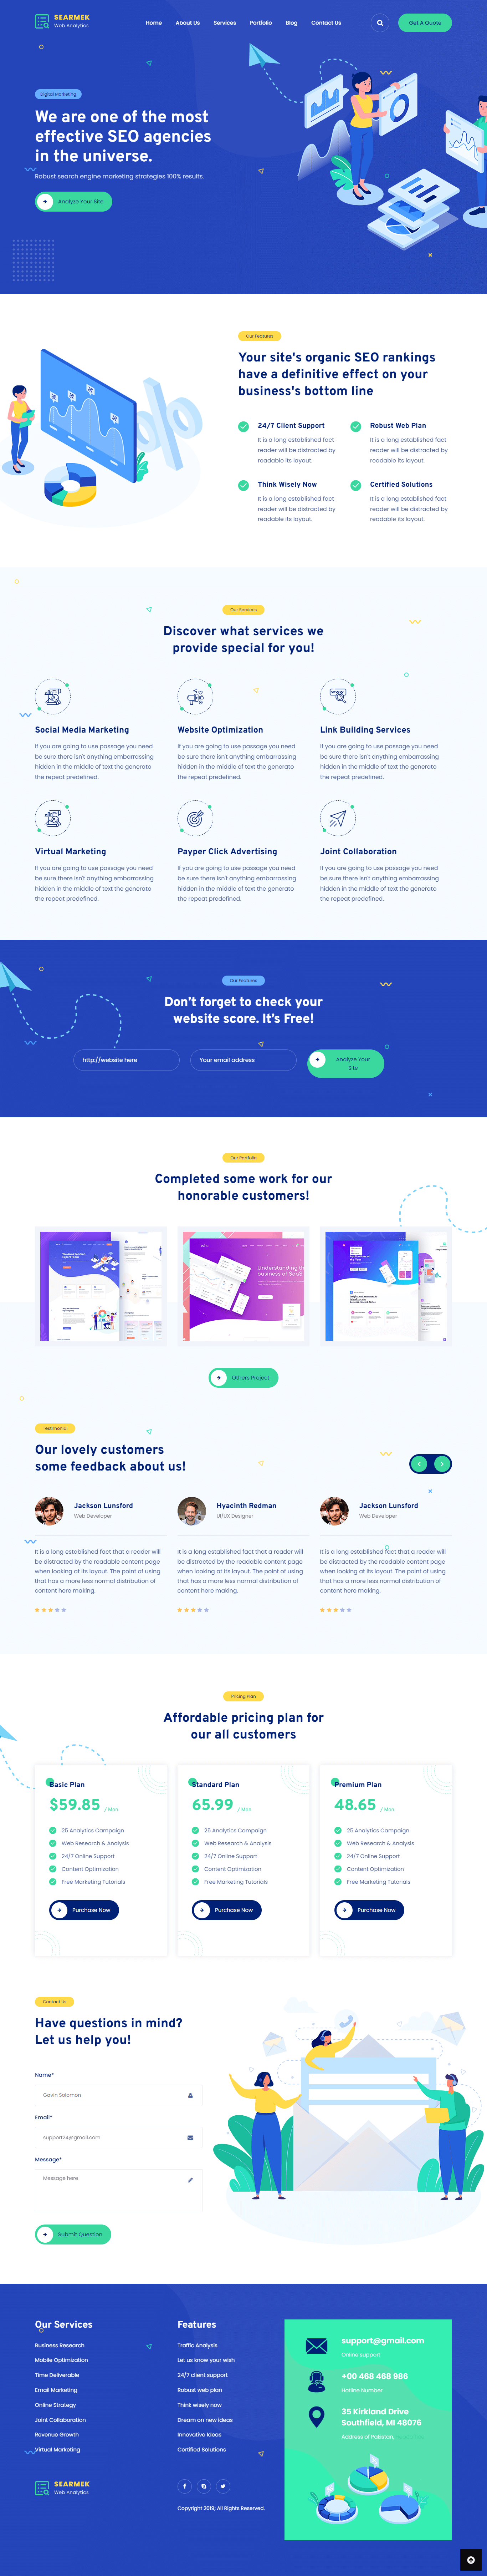 SEARMEK
Web Analytics
Home
About Us
Services
Portfolio
Blog
Contact Us
Get A Quote
Digital Marketing
We are one of the most
effective SEO agencies
in the universe.
Robust search engine marketing strategies 100% results.
Analyze Your Site
Our Features
Your site's organic SEO rankings
have a definitive effect on your
business's bottom line
24/7 Client Support
It is a long established fact
reader will be distracted by
readable its layout.
Robust Web Plan
It is a long established fact
reader will be distracted by
readable its layout.
Think Wisely Now
It is a long established fact
reader will be distracted by
readable its layout.
Certified Solutions
It is a long established fact
reader will be distracted by
readable its layout.
Our Services
Discover what services we
provide special for you!
Social Media Marketing
If you are going to use passage you need
be sure there isn't anything embarrassing
hidden in the middle of text the generato
the repeat predefined.
Website Optimization
If you are going to use passage you need
be sure there isn't anything embarrassing
hidden in the middle of text the generato
the repeat predefined.
Link Building Services
If you are going to use passage you need
be sure there isn't anything embarrassing
hidden in the middle of text the generato
the repeat predefined.
Virtual Marketing
If you are going to use passage you need
be sure there isn't anything embarrassing
hidden in the middle of text the generato
the repeat predefined.
Payper Click Advertising
If you are going to use passage you need
be sure there isn't anything embarrassing
hidden in the middle of text the generato
the repeat predefined.
Joint Collaboration
If you are going to use passage you need
be sure there isn't anything embarrassing
hidden in the middle of text the generato
the repeat predefined.
Our Features
Don't forget to check your
website score. It's Free!
http://website here
Your email address
Analyze Your
Site
Our Portfolio
Completed some work for our
honorable customers!
Understanding th
business of SaaS
Others Project
Testimonial
Our lovely customers
some feedback about us!
Jackson Lunsford
Web Developer
It is a long established fact that a reader will
be distracted by the readable content page
when looking at its layout. The point of using
that has a more less normal distribution of
content here making.
Hyacinth Redman
UI/UX Designer
It is a long established fact that a reader will
be distracted by the readable content page
when looking at its layout. The point of using
that has a more less normal distribution of
content here making.
Jackson Lunsford
Web Developer
It is a long established fact that a reader will
be distracted by the readable content page
when looking at its layout. The point of using
that has a more less normal distribution of
content here making.
Pricing Plan
Affordable pricing plan for
our all customers
Basic Plan
$59.85 / Mon
25 Analytics Campaign
Web Research & Analysis
24/7 Online Support
Content Optimization
Free Marketing Tutorials
Purchase Now
Standard Plan
65.99 / Mon
25 Analytics Campaign
Web Research & Analysis
24/7 Online Support
Content Optimization
Free Marketing Tutorials
Purchase Now
Premium Plan
48.65 / Mon
25 Analytics Campaign
Web Research & Analysis
24/7 Online Support
Content Optimization
Free Marketing Tutorials
Purchase Now
Contact Us
Have questions in mind?
Let us help you!
Name*
Gavin Solomon
Email*
support24@gmail.com
Message*
Message here
Submit Question
Our Services
Business Research
Mobile Optimization
Time Deliverable
Email Marketing
Online Strategy
Joint Collaboration
Revenue Growth
Virtual Marketing
Features
Traffic Analysis
Let us know your wish
24/7 client support
Robust web plan
Think wisely now
Dream on new ideas
Innovative Ideas
Certified Solutions
support@gmail.com
Online support
+00 468 468 986
Hotline Number
35 Kirkland Drive
Southfield, MI 48076
Address of Pakistan,
SEARMEK
Web Analytics
Copyright 2019, All Rights Reserved.